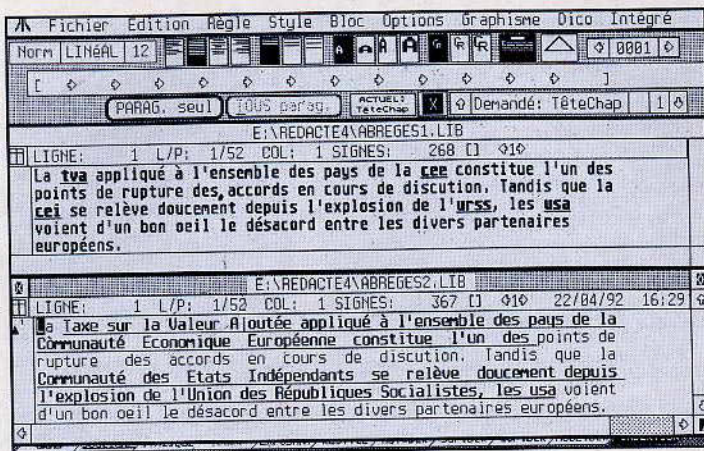 Fichier Edition Règle Style Bloc Options Graphisme Dico Intégré
Norm LINéAL 12 0001
[ ]
PARAG. seul TOUS parag. ACTUEL: TêteChap X Demandé: TêteChap 1
E:\REDACTE4\ABREGES1.LIB
LIGNE: 1 L/P: 1/52 COL: 1 SIGNES: 268 [] 1
La tva appliqué à l'ensemble des pays de la cee constitue l'un des
points de rupture des accords en cours de discution. Tandis que la
cei se relève doucement depuis l'explosion de l'urss, les usa
voient d'un bon oeil le désacord entre les divers partenaires
européens.
E:\REDACTE4\ABREGES2.LIB
LIGNE: 1 L/P: 1/52 COL: 1 SIGNES: 367 [] 1 22/04/92 16:29
La Taxe sur la Valeur Ajoutée appliqué à l'ensemble des pays de la
Communauté Economique Européenne constitue l'un des points de
rupture des accords en cours de discution. Tandis que la
Communauté des Etats Indépendants se relève doucement depuis
l'explosion de l'Union des Républiques Socialistes, les usa voient
d'un bon oeil le désacord entre les divers partenaires européens.